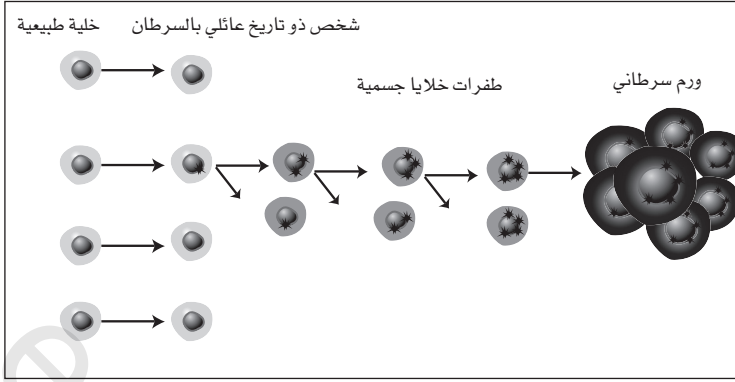 خلية طبيعية
شخص ذو تاريخ عائلي بالسرطان
طفرات خلايا جسمية
ورم سرطاني